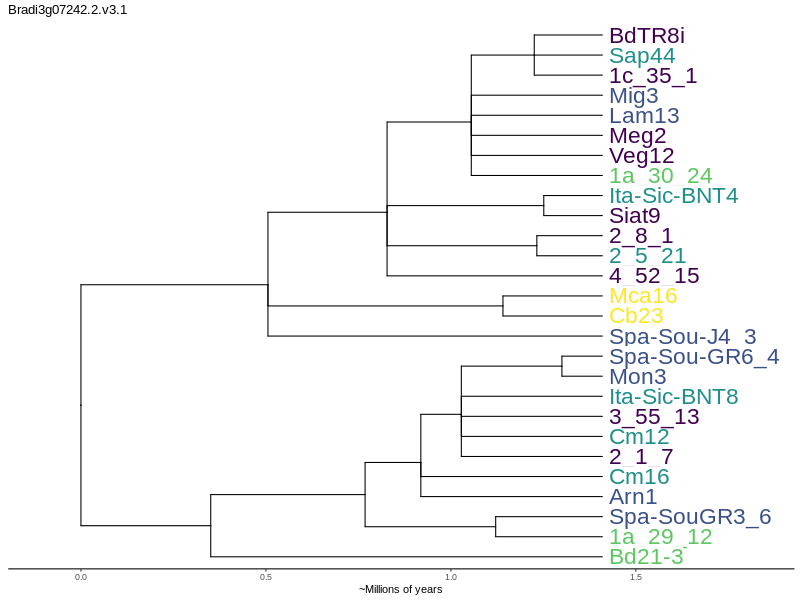 Bradi3g07242.2.v3.1
BdTR8i
Sap44
1c_35_1
Mig3
Lam13
Meg2
Veg12
1a_30_24
Ita-Sic-BNT4
Siat9
2_8_1
2_5_21
4_52_15
Mca16
Cb23
Spa-Sou-J4_3
Spa-Sou-GR6_4
Mon3
Ita-Sic-BNT8
3_55_13
Cm12
2_1_7
Cm16
Arn1
Spa-SouGR3_6
1a_29_12
Bd21-3
0.0 0.5 1.0 1.5
~Millions of years